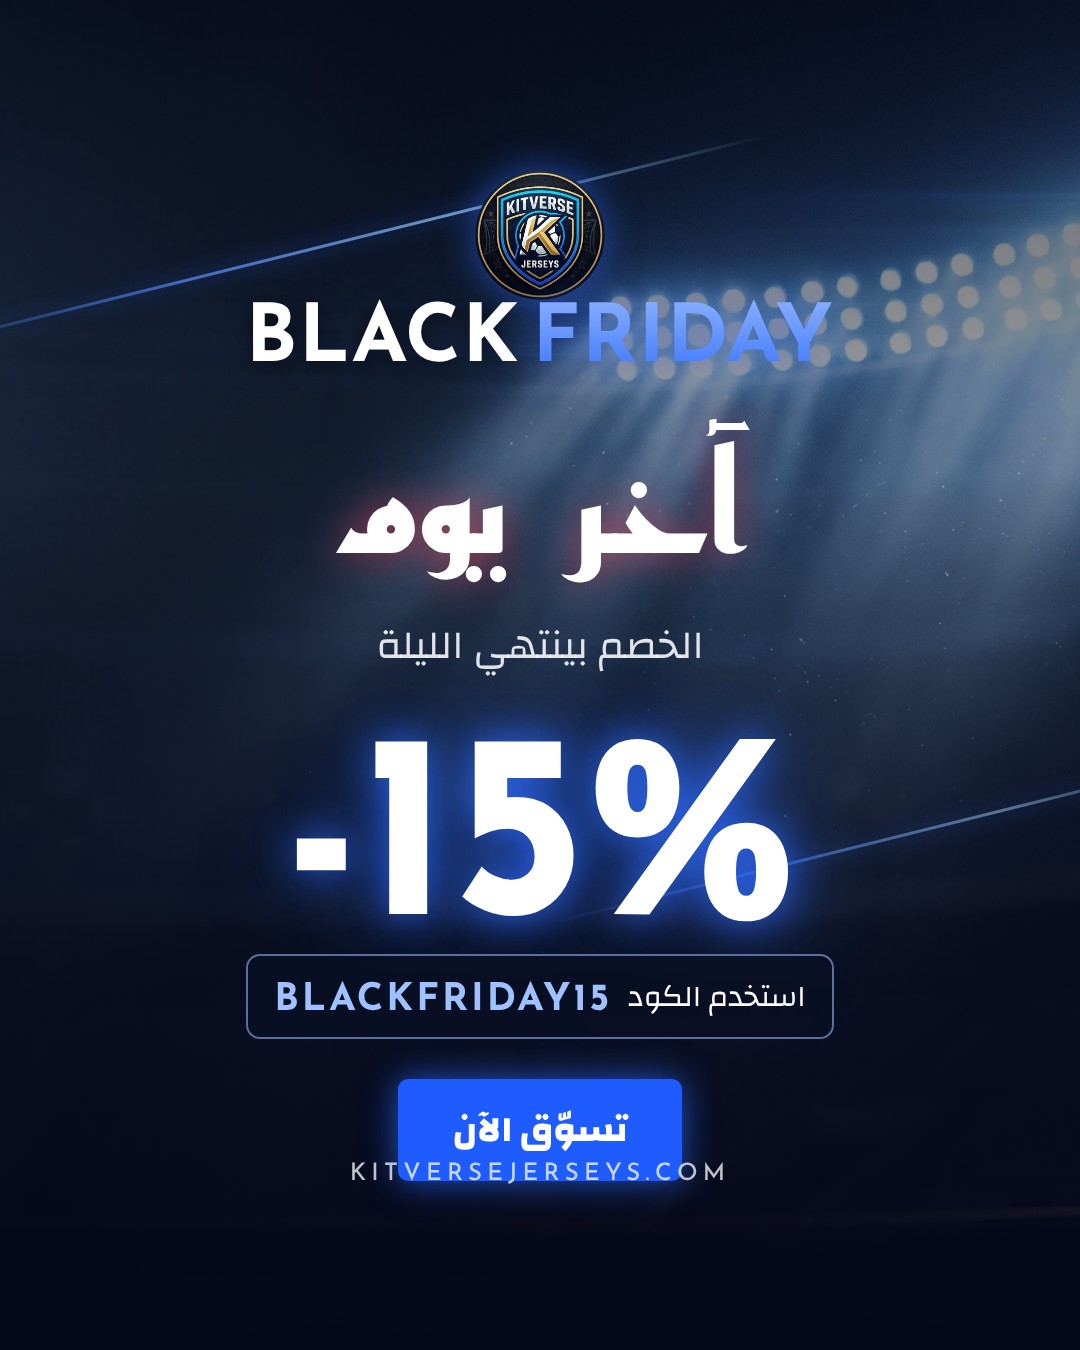 KITVERSE
K
JERSEYS
BLACK FRIDAY
آخر يوم
الخصم بينتهي الليلة
-15%
استخدم الكود BLACKFRIDAY15
تسوّق الآن
KITVERSEJERSEYS.COM